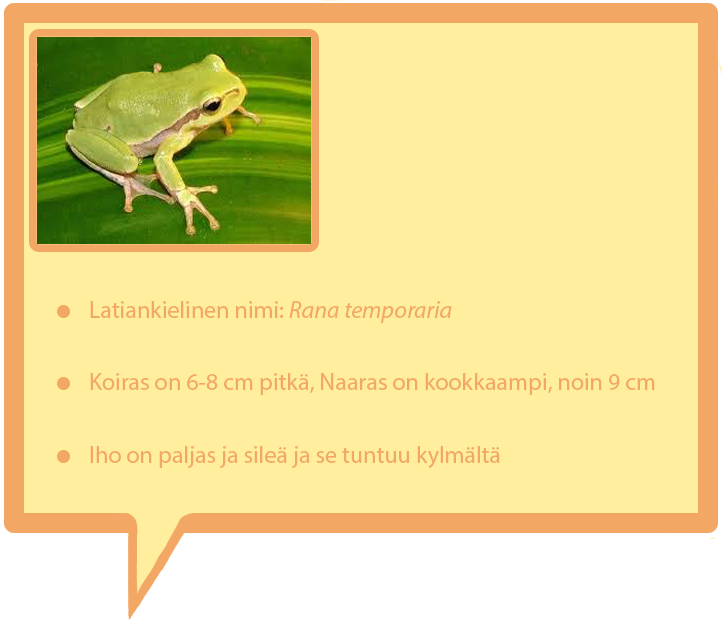 Latiankielinen nimi: Rana temporaria
Koiras on 6-8 cm pitkä, Naaras on kookkaampi, noin 9 cm
Iho on paljas ja sileä ja se tuntuu kylmältä